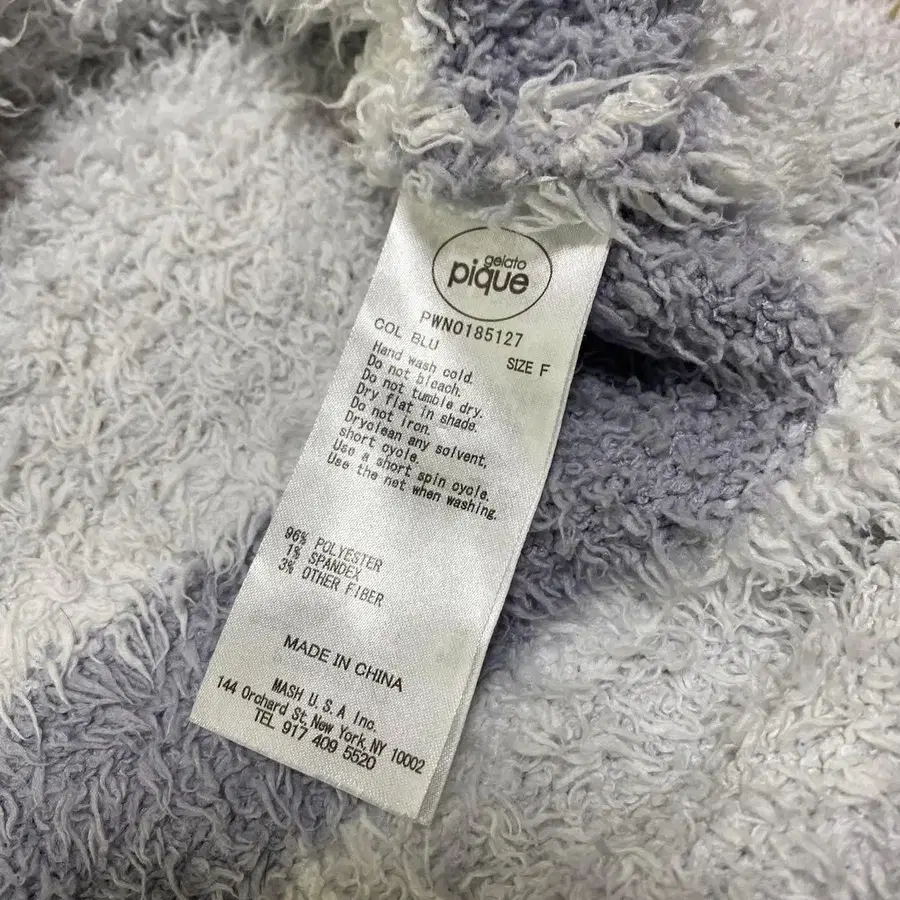 gelato
pique
PWNO185127
COL BLU
SIZE F
Hand wash cold.
Do not bleach.
Do not tumble dry.
Dry flat in shade.
Do not iron.
Dryclean any solvent,
short cycle.
Use a short spin cycle.
Use the net when washing.
96% POLYESTER
1% SPANDEX
3% OTHER FIBER
MADE IN CHINA
MASH U.S.A Inc.
144 Orchard St, New York, NY 10002
TEL 917 409 5520